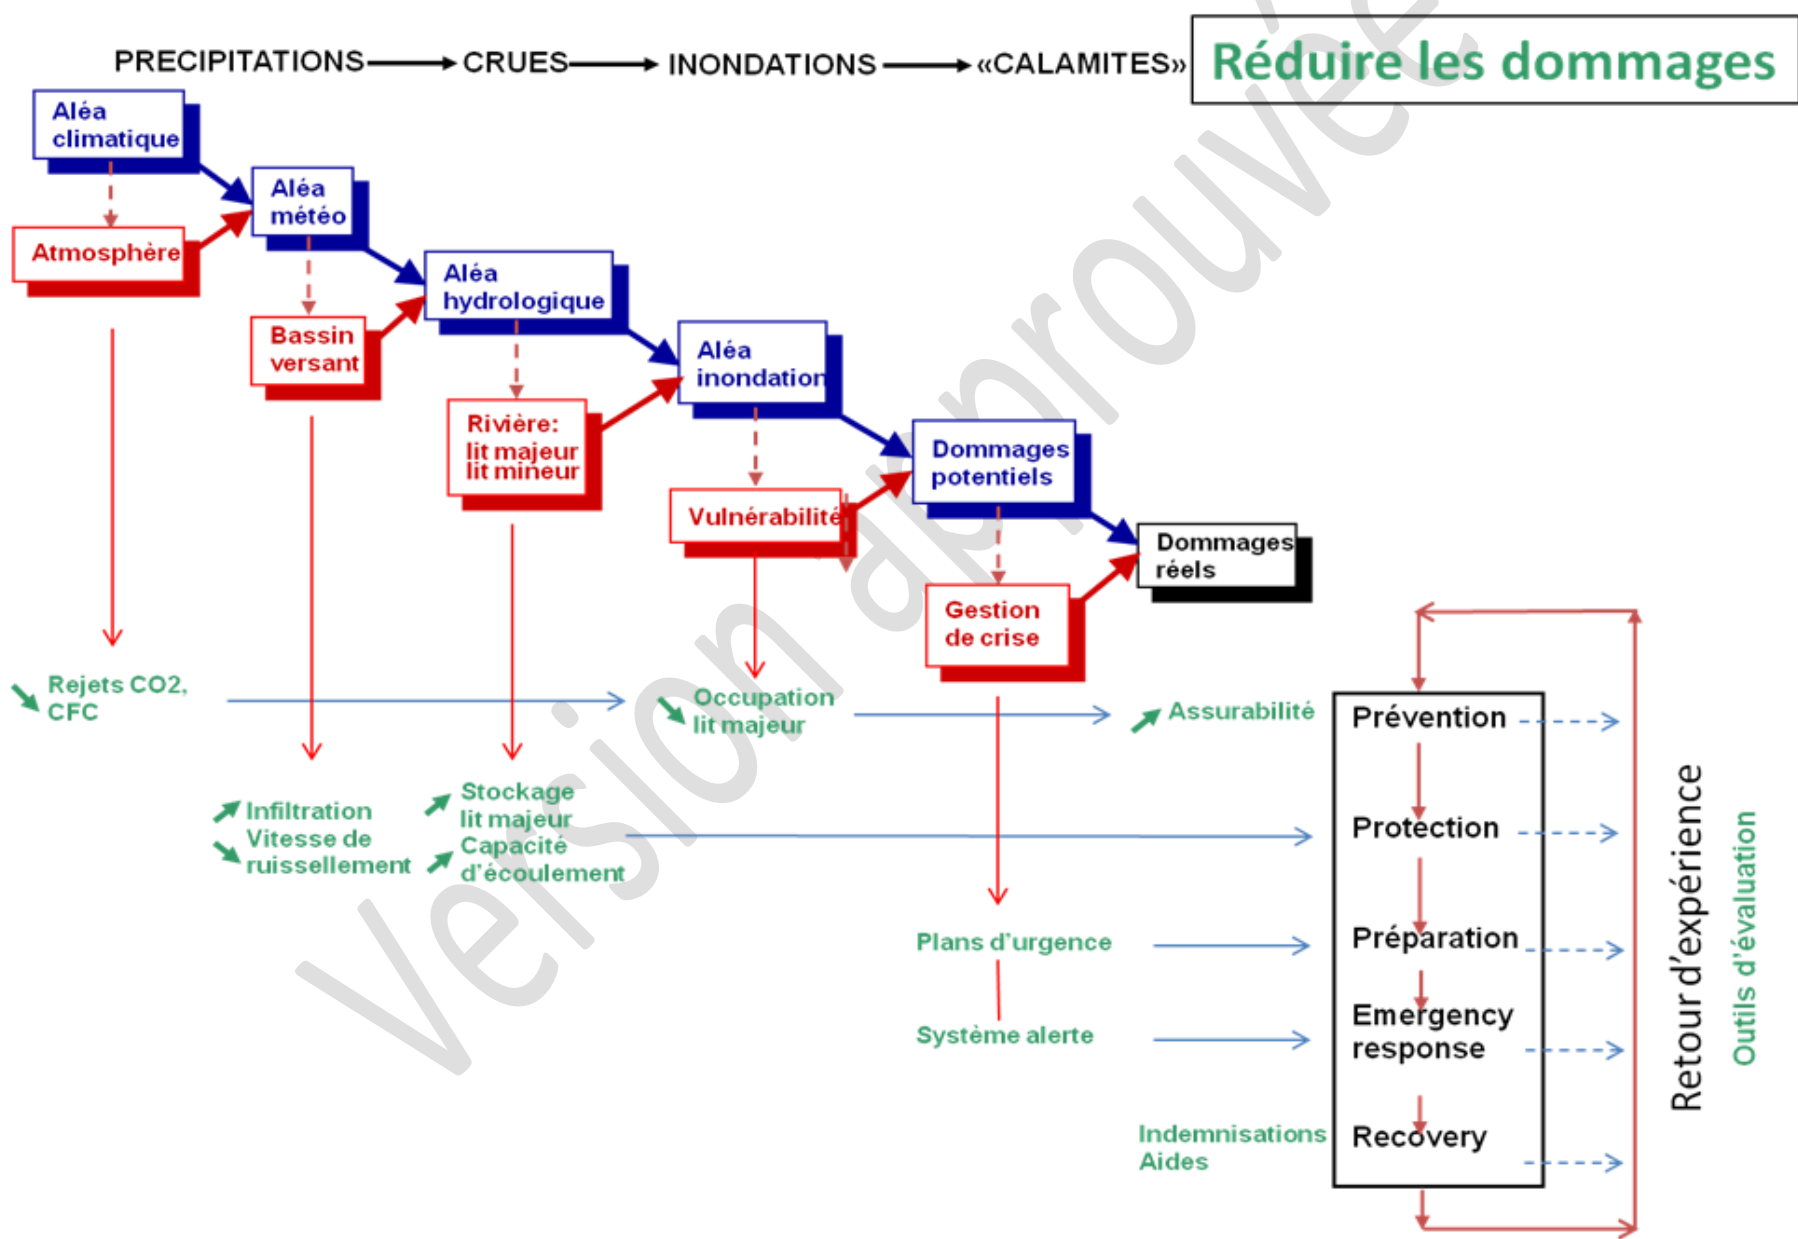 PRECIPITATIONS CRUES INONDATIONS «CALAMITES»
Réduire les dommages
Aléa
climatique
Atmosphère
Aléa
météo
Bassin
versant
Aléa
hydrologique
Rivière:
lit majeur
lit mineur
Aléa
inondation
Vulnérabilité
Dommages
potentiels
Gestion
de crise
Dommages
réels
Rejets CO2,
CFC
Infiltration
Vitesse de
ruissellement
Stockage
lit majeur
Capacité
d'écoulement
Occupation
lit majeur
Assurabilité
Plans d'urgence
Système alerte
Indemnisations
Aides
Prévention
Protection
Préparation
Emergency
response
Recovery
Retour d'expérience
Outils d'évaluation
Version approuvée